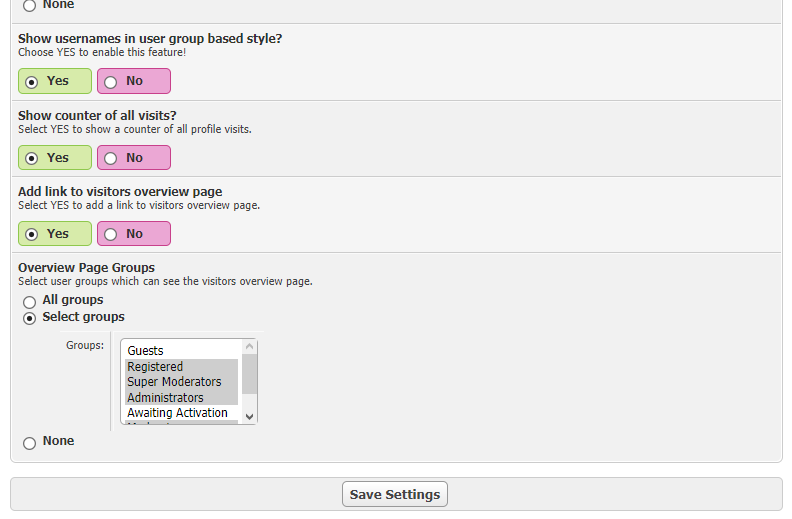 None
Show usernames in user group based style?
Choose YES to enable this feature!
Yes No
Show counter of all visits?
Select YES to show a counter of all profile visits.
Yes No
Add link to visitors overview page
Select YES to add a link to visitors overview page.
Yes No
Overview Page Groups
Select user groups which can see the visitors overview page.
All groups
Select groups
Groups:
Guests
Registered
Super Moderators
Administrators
Awaiting Activation
None
Save Settings